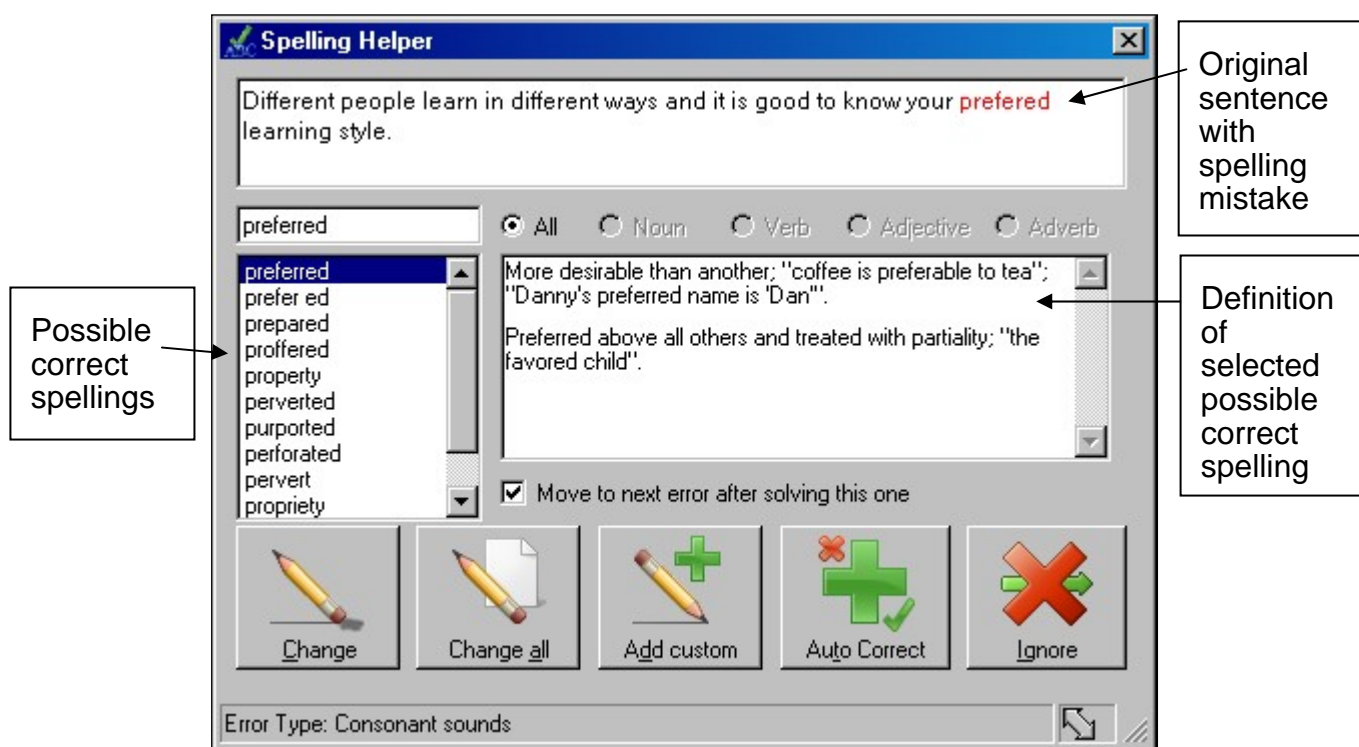 Spelling Helper
Different people learn in different ways and it is good to know your prefered
learning style.
Original
sentence
with
spelling
mistake
preferred
All Noun Verb Adjective Adverb
preferred
prefer ed
prepared
proffered
property
perverted
purported
perforated
pervert
propriety
More desirable than another; "coffee is preferable to tea";
"Danny's preferred name is 'Dan'".
Preferred above all others and treated with partiality; "the
favored child".
Possible
correct
spellings
Definition
of
selected
possible
correct
spelling
Move to next error after solving this one
Change
Change all
Add custom
Auto Correct
Ignore
Error Type: Consonant sounds